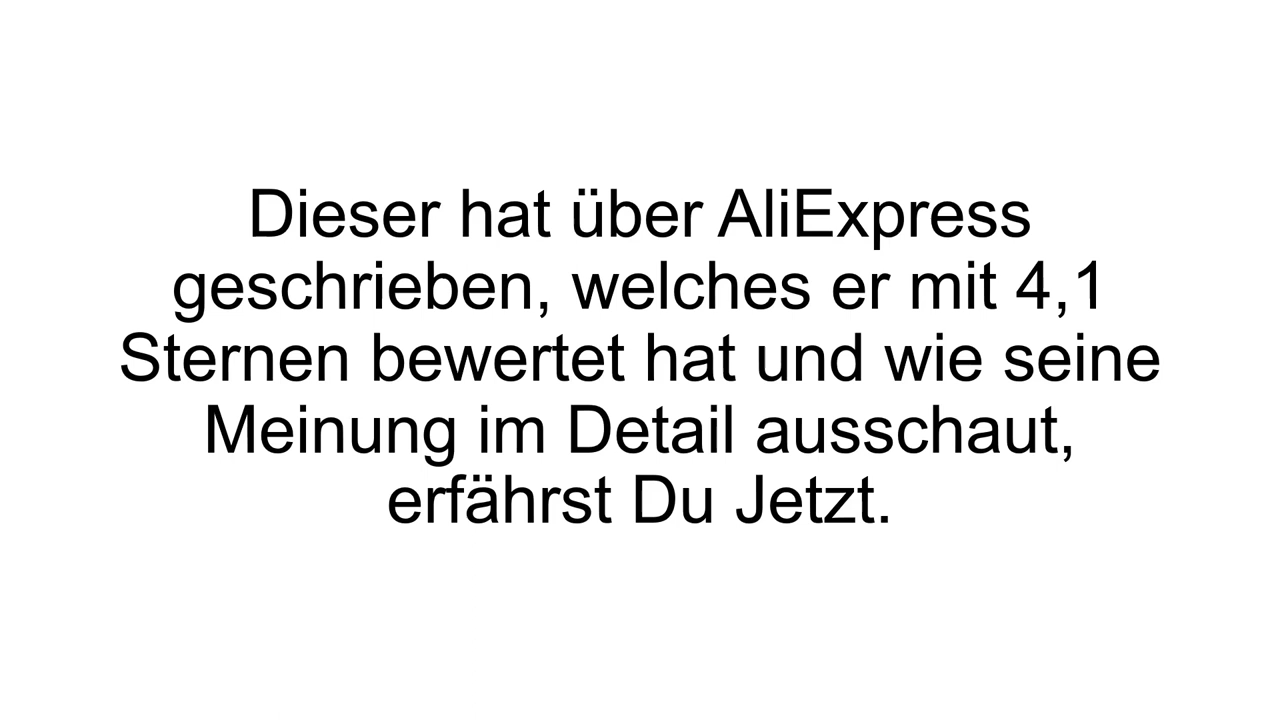 Dieser hat über AliExpress
geschrieben, welches er mit 4,1
Sternen bewertet hat und wie seine
Meinung im Detail ausschaut,
erfährst Du Jetzt.